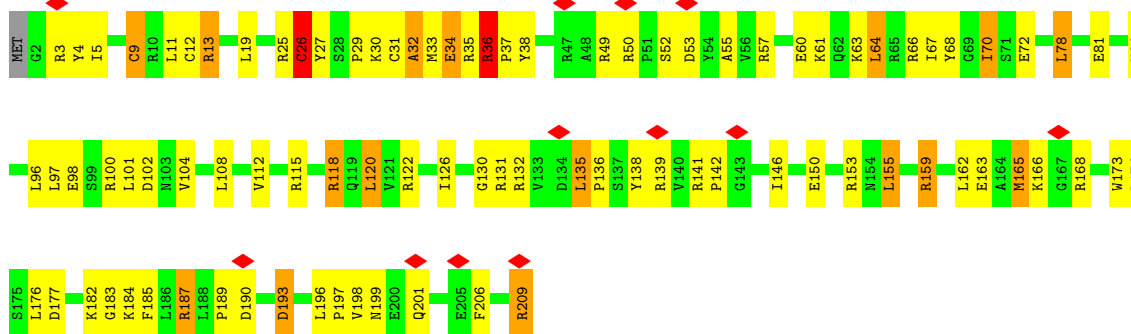 MET G2 R3 Y4 I5 C9 R10 L11 C12 R13 L19 R25 C26 Y27 S28 P29 K30 C31 A32 M33 E34 R35 R36 P37 Y38 R47 A48 R49 R50 P51 S52 D53 Y54 A55 V56 R57 E60 K61 Q62 K63 L64 R65 R66 I67 Y68 G69 I70 S71 E72 L78 E81
L96 L97 E98 S99 R100 L101 D102 N103 V104 L108 V112 R115 R118 Q119 L120 V121 R122 I126 G130 R131 R132 V133 D134 L135 P136 S137 Y138 R139 V140 R141 P142 G143 I146 E150 R153 N154 L155 R159 L162 E163 A164 M165 K166 G167 R168 W173
S175 L176 D177 K182 G183 K184 F185 L186 R187 L188 P189 D190 D193 L196 P197 V198 N199 E200 Q201 E205 F206 R209